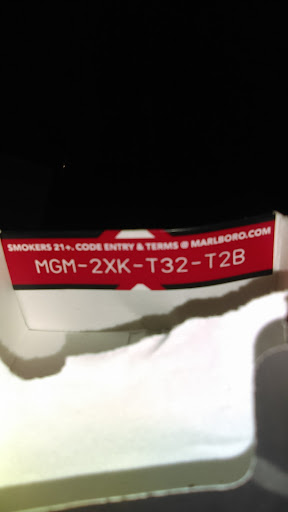 SMOKERS 21+. CODE ENTRY & TERMS @ MARLBORO.COM
MGM-2XK-T32-T2B